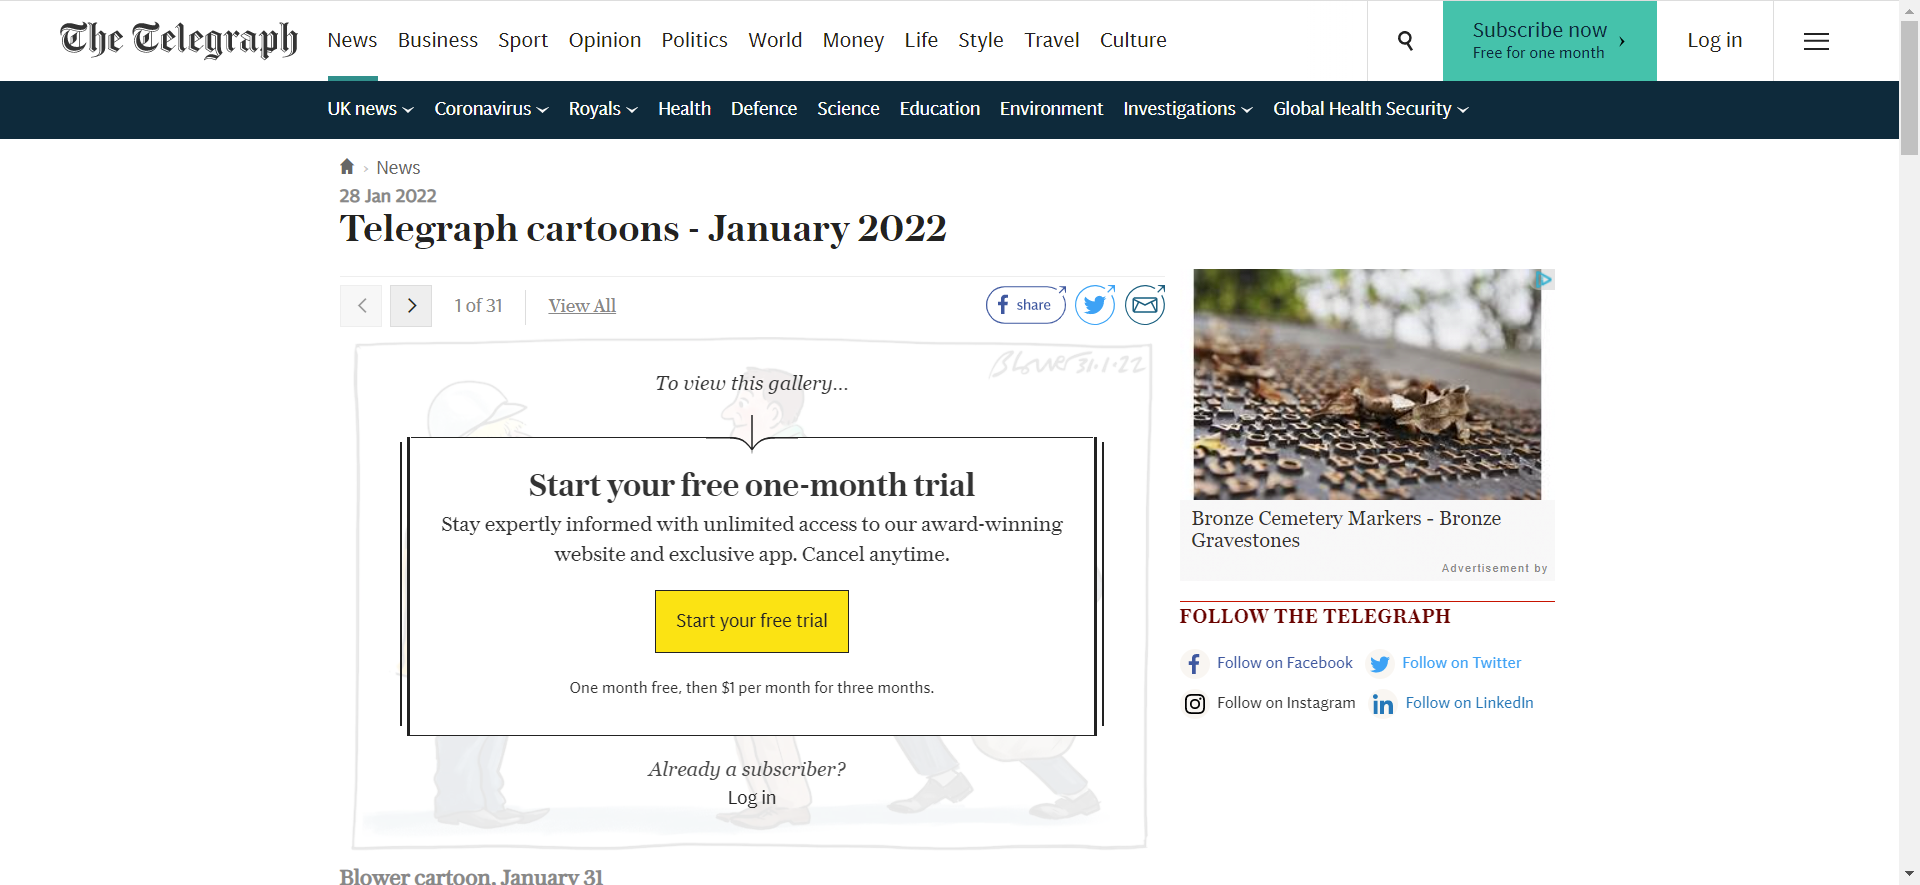 The Telegraph
News Business Sport Opinion Politics World Money Life Style Travel Culture
Subscribe now
Free for one month
Log in
UK news Coronavirus Royals Health Defence Science Education Environment Investigations Global Health Security
News
28 Jan 2022
Telegraph cartoons - January 2022
1 of 31 View All
share
Blower 31.1.22
To view this gallery...
Start your free one-month trial
Stay expertly informed with unlimited access to our award-winning
website and exclusive app. Cancel anytime.
Start your free trial
One month free, then $1 per month for three months.
Already a subscriber?
Log in
Blower cartoon, January 31
Bronze Cemetery Markers - Bronze
Gravestones
Advertisement by
FOLLOW THE TELEGRAPH
Follow on Facebook Follow on Twitter
Follow on Instagram Follow on LinkedIn